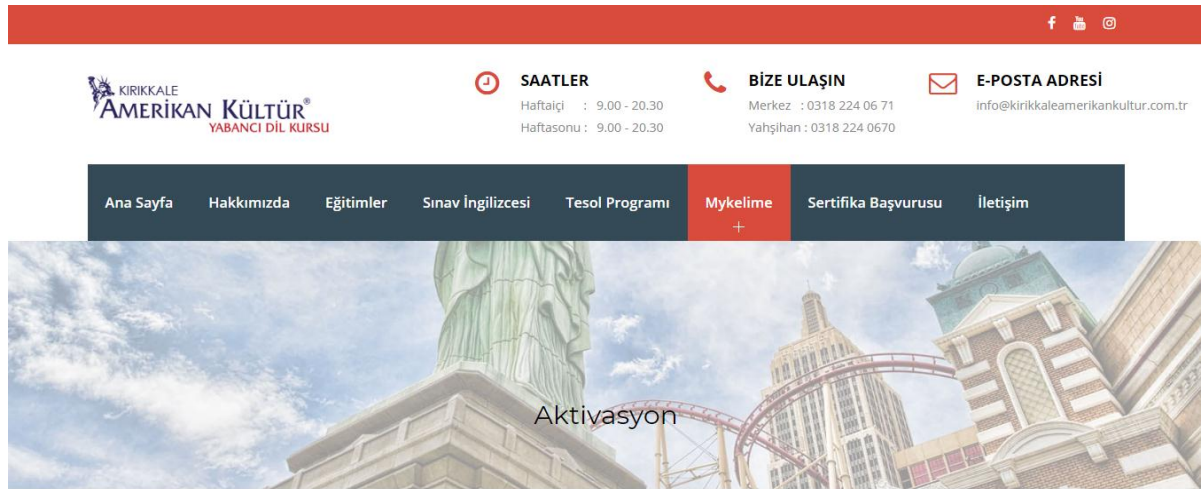 KIRIKKALE
AMERİKAN KÜLTÜR®
YABANCI DİL KURSU
SAATLER
Haftaiçi : 9.00 - 20.30
Haftasonu : 9.00 - 20.30
BİZE ULAŞIN
Merkez : 0318 224 06 71
Yahşihan : 0318 224 0670
E-POSTA ADRESİ
info@kirikkaleamerikankultur.com.tr
Ana Sayfa Hakkımızda Eğitimler Sınav İngilizcesi Tesol Programı Mykelime Sertifika Başvurusu İletişim
Aktivasyon